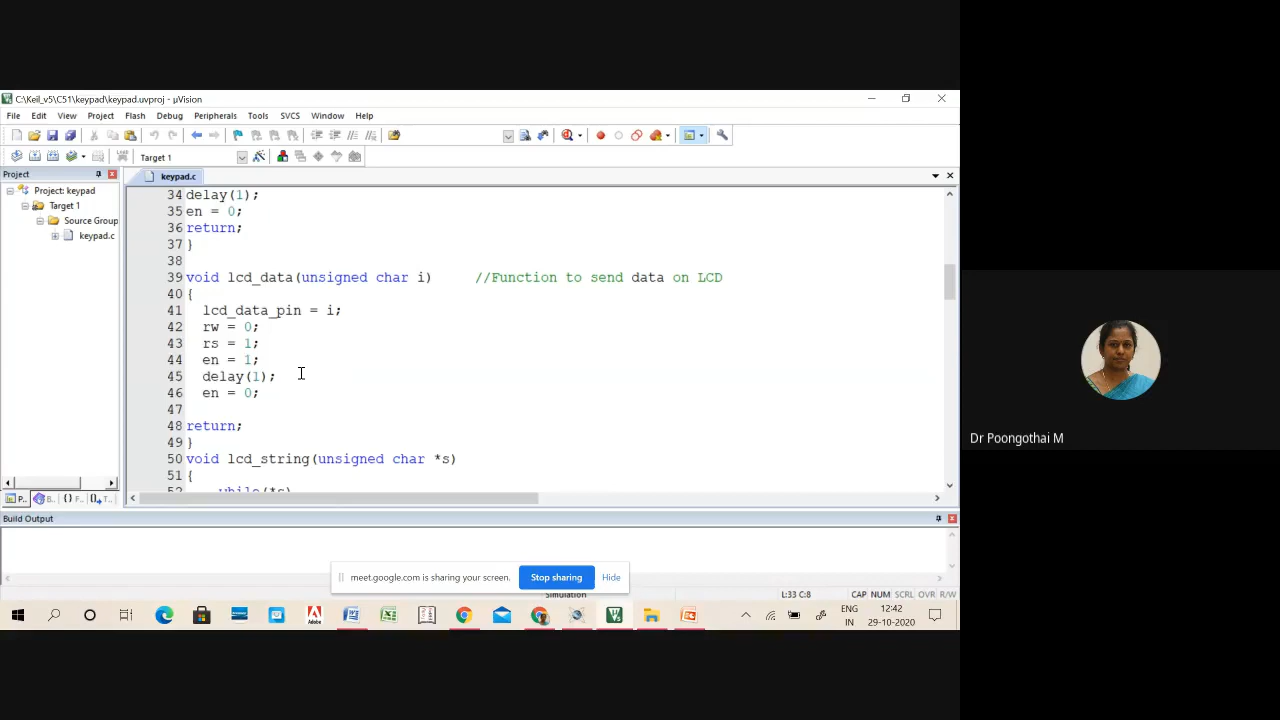 C:\Keil_v5\C51\keypad\keypad.uvproj - µVision
File Edit View Project Flash Debug Peripherals Tools SVCS Window Help
Target 1
Project
keypad.c
Project: keypad
Target 1
Source Group
keypad.c
34 delay(1);
35 en = 0;
36 return;
37 }
38
39 void lcd_data(unsigned char i) //Function to send data on LCD
40 {
41 lcd_data_pin = i;
42 rw = 0;
43 rs = 1;
44 en = 1;
45 delay(1);
46 en = 0;
47
48 return;
49 }
50 void lcd_string(unsigned char *s)
51 {
52 while(*s)
P... B... {} F... T...
Build Output
meet.google.com is sharing your screen. Stop sharing Hide
Simulation L:33 C:8 CAP NUM SCRL OVR R/W
ENG
IN
12:42
29-10-2020
Dr Poongothai M